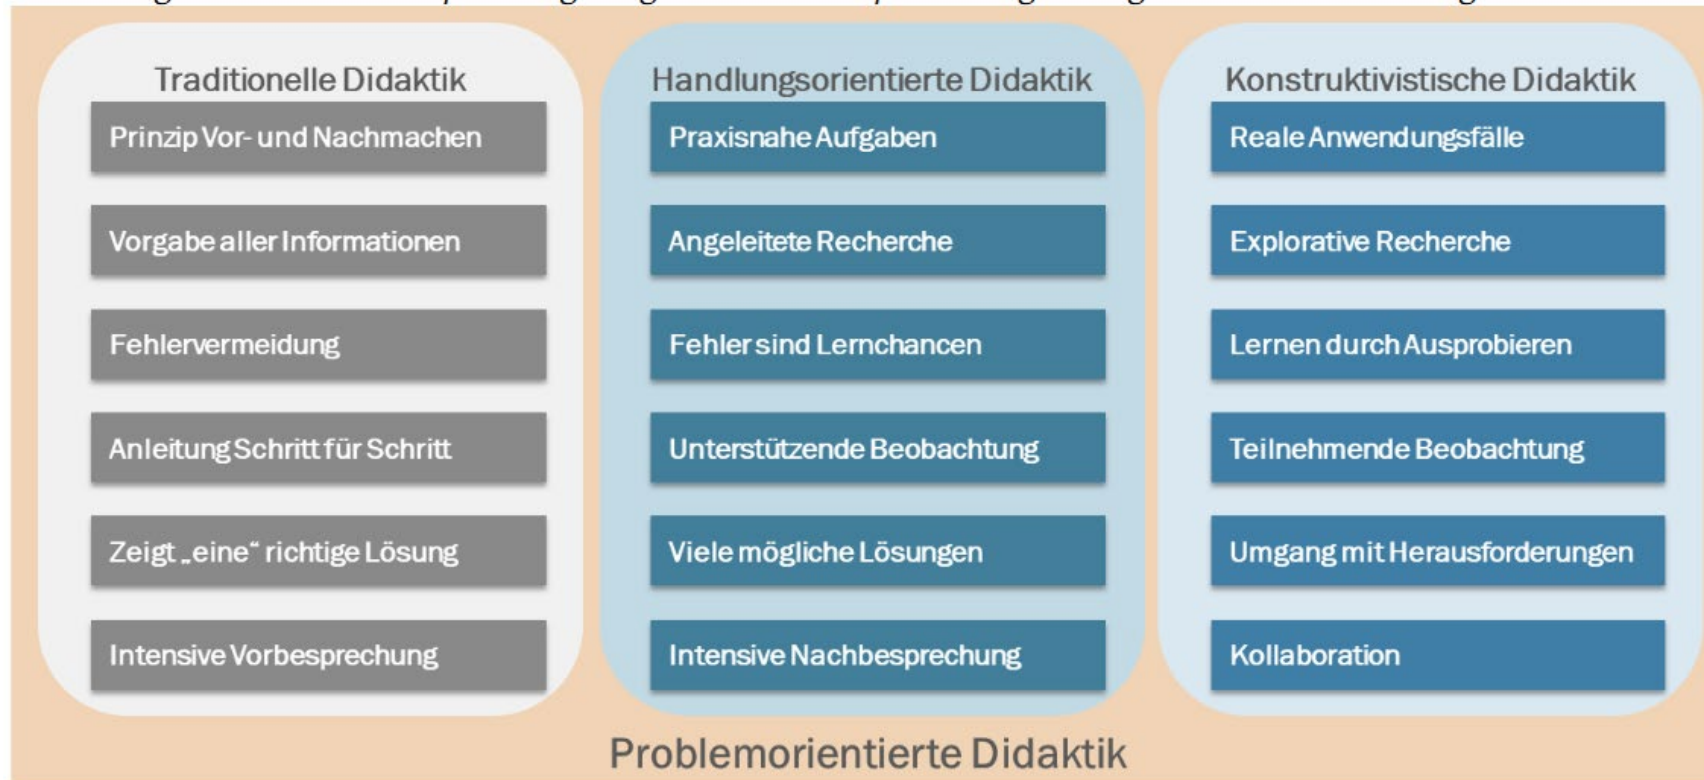 Traditionelle Didaktik
Prinzip Vor- und Nachmachen
Vorgabe aller Informationen
Fehlervermeidung
Anleitung Schritt für Schritt
Zeigt „eine“ richtige Lösung
Intensive Vorbesprechung
Handlungsorientierte Didaktik
Praxisnahe Aufgaben
Angeleitete Recherche
Fehler sind Lernchancen
Unterstützende Beobachtung
Viele mögliche Lösungen
Intensive Nachbesprechung
Konstruktivistische Didaktik
Reale Anwendungsfälle
Explorative Recherche
Lernen durch Ausprobieren
Teilnehmende Beobachtung
Umgang mit Herausforderungen
Kollaboration
Problemorientierte Didaktik